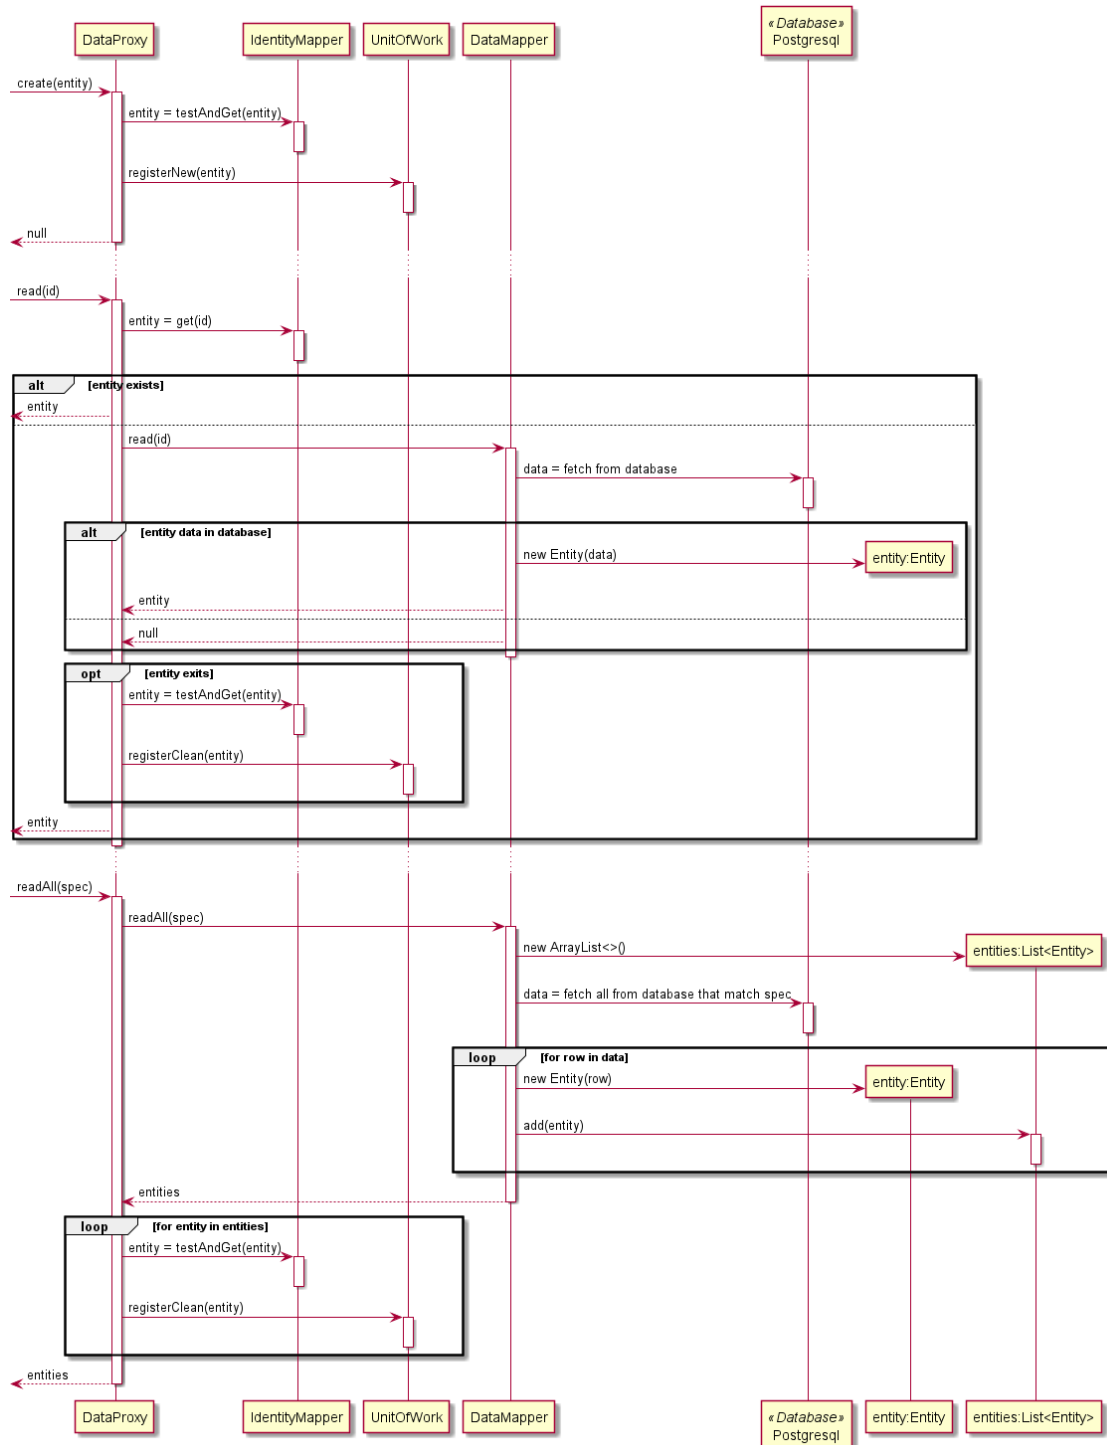 DataProxy
IdentityMapper
UnitOfWork
DataMapper
«Database»
Postgresql
create(entity)
entity = testAndGet(entity)
registerNew(entity)
null
read(id)
entity = get(id)
alt [entity exists]
entity
read(id)
data = fetch from database
alt [entity data in database]
new Entity(data)
entity:Entity
entity
null
opt [entity exits]
entity = testAndGet(entity)
registerClean(entity)
entity
readAll(spec)
readAll(spec)
new ArrayList<>()
entities:List<Entity>
data = fetch all from database that match spec
loop [for row in data]
new Entity(row)
entity:Entity
add(entity)
entities
loop [for entity in entities]
entity = testAndGet(entity)
registerClean(entity)
entities
DataProxy
IdentityMapper
UnitOfWork
DataMapper
«Database»
Postgresql
entity:Entity
entities:List<Entity>